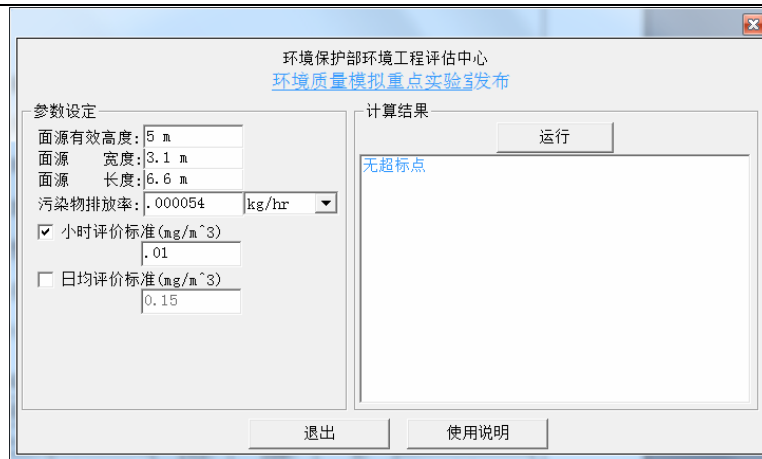 环境保护部环境工程评估中心
环境质量模拟重点实验室发布
参数设定
面源有效高度: 5 m
面源 宽度: 3.1 m
面源 长度: 6.6 m
污染物排放率: .000054 kg/hr
小时评价标准(mg/m^3)
.01
日均评价标准(mg/m^3)
0.15
计算结果
运行
无超标点
退出 使用说明